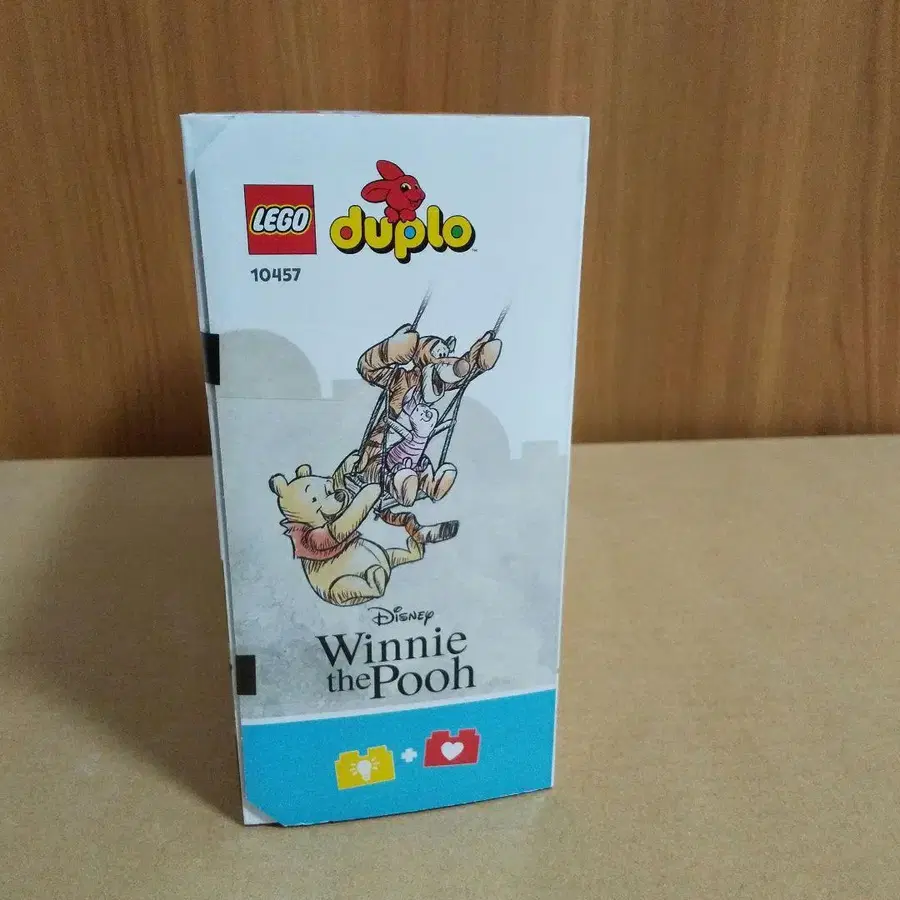 LEGO
duplo
10457
Disney
Winnie
the Pooh